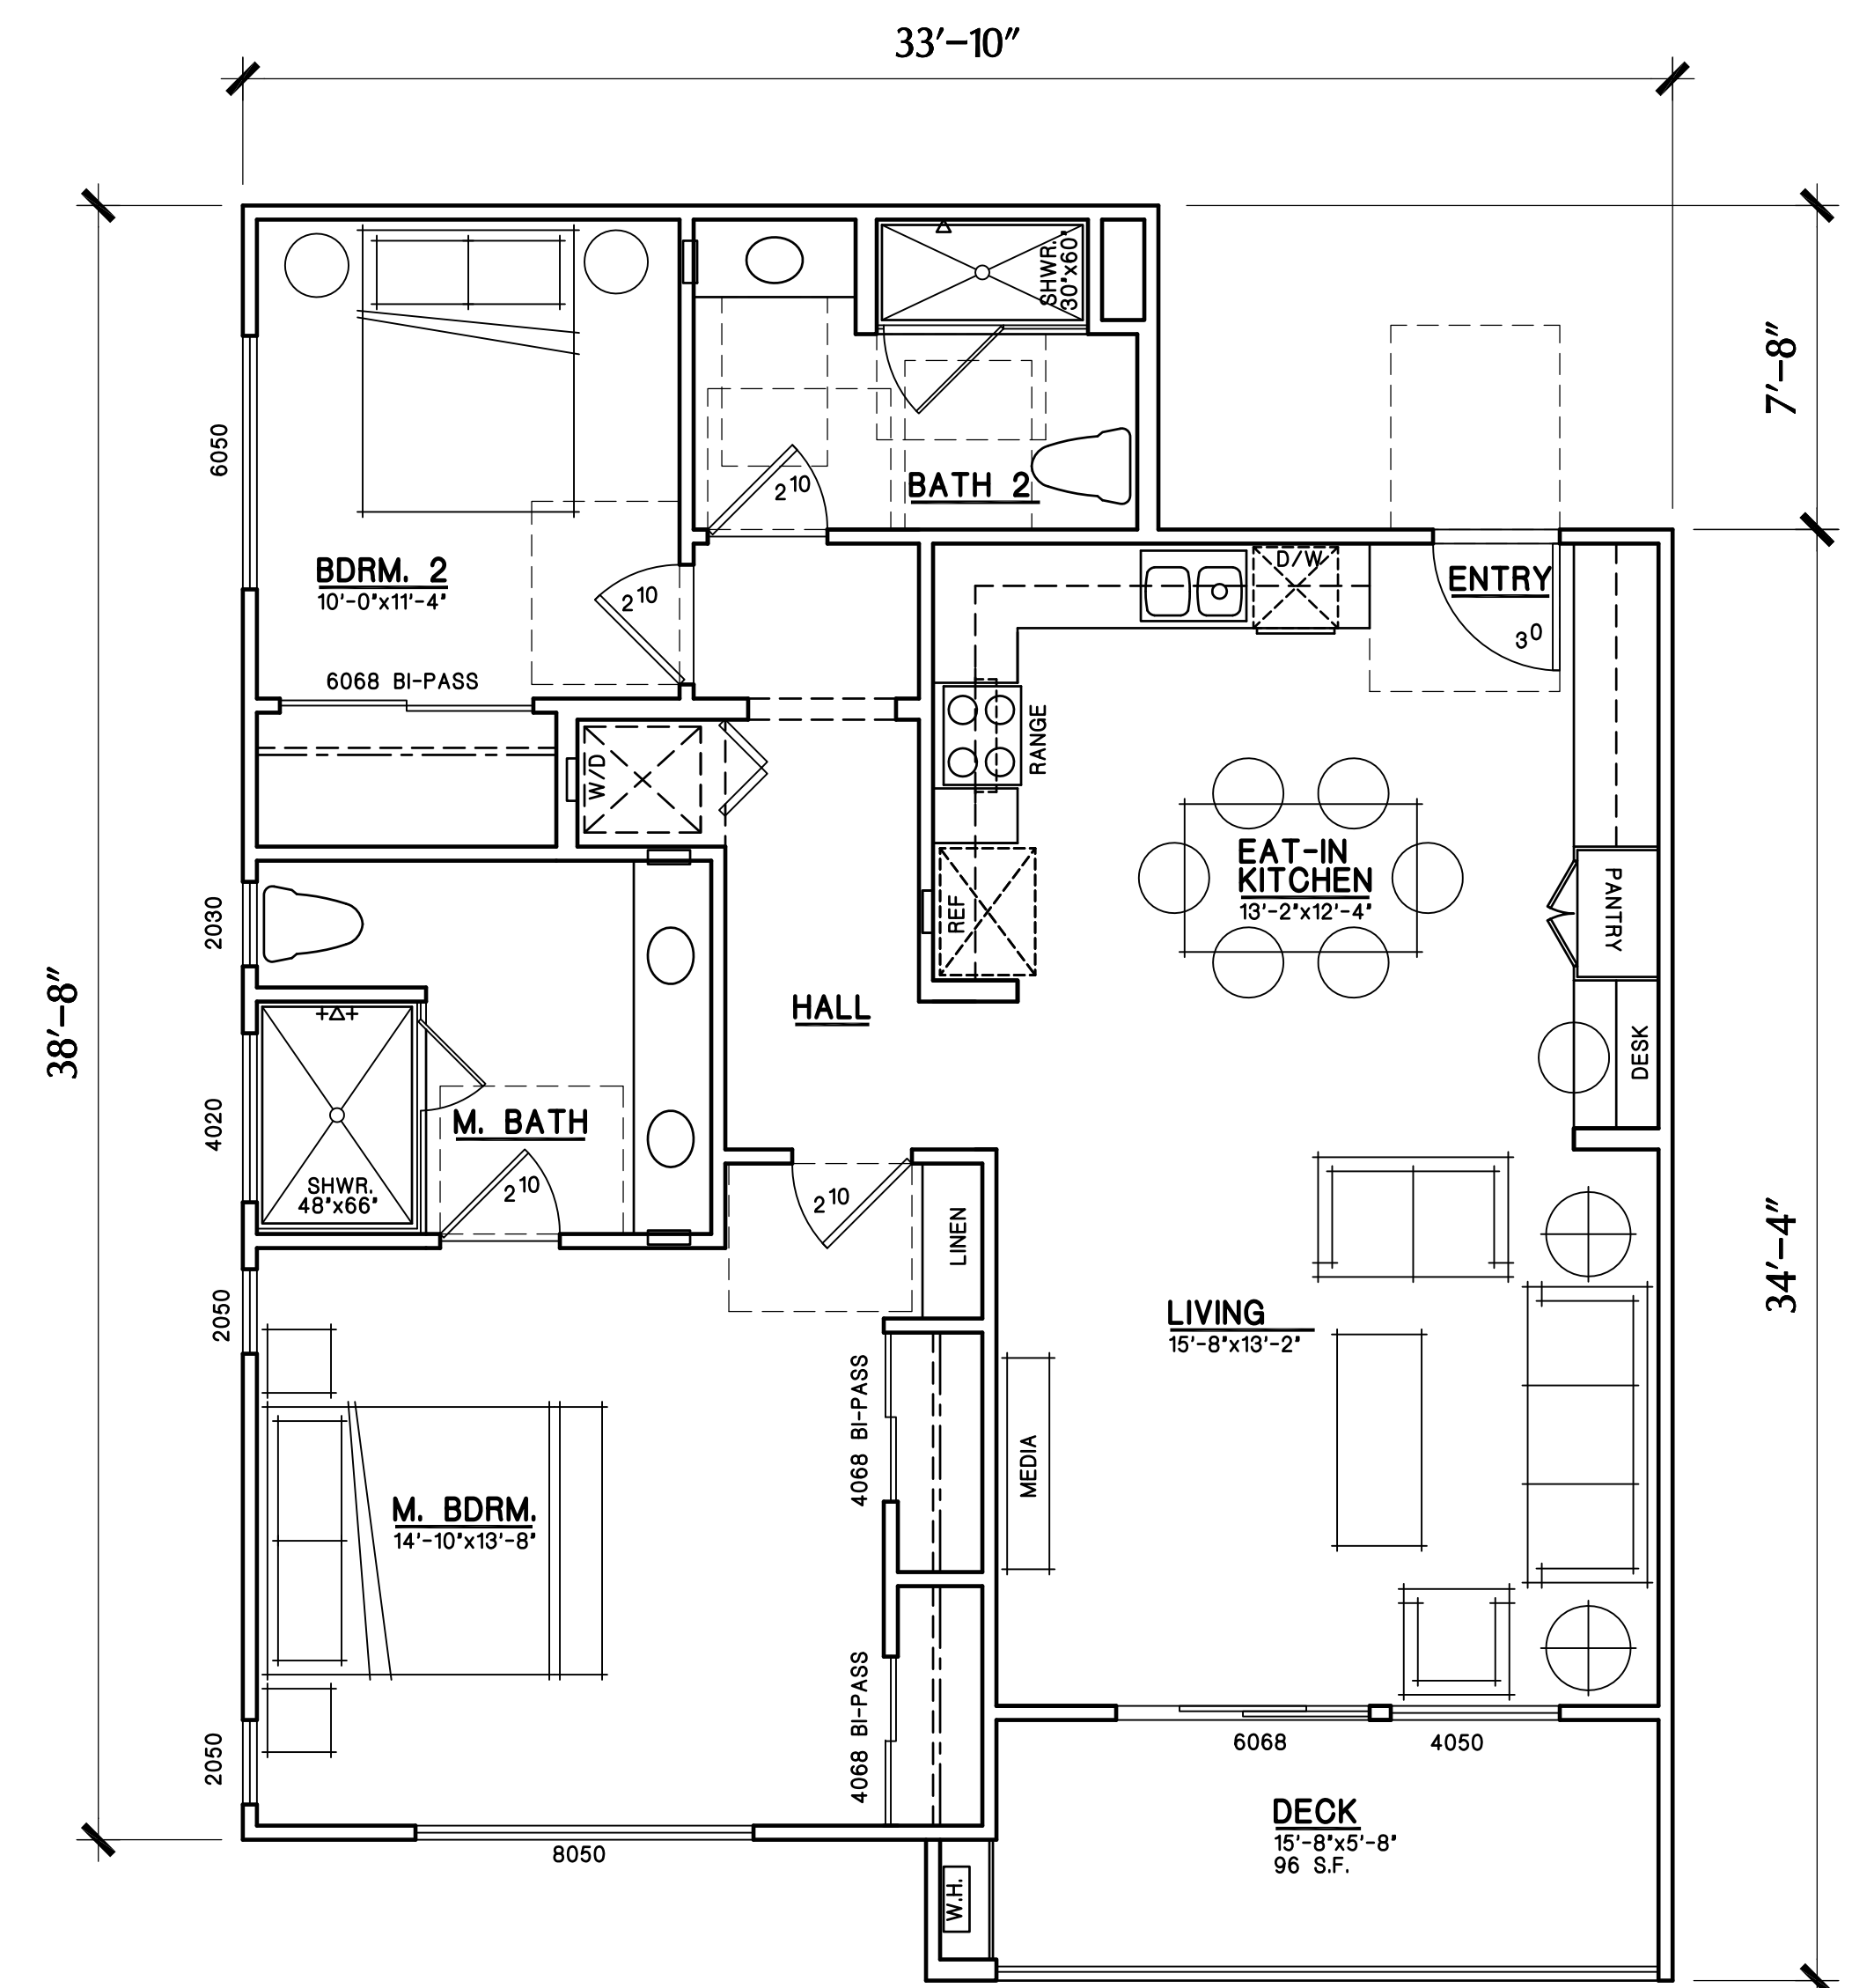 33'-10"
SHWR.
30"x60"
7'-8"
6050
2 10
BATH 2
BDRM. 2
10'-0"x11'-4"
2 10
D/W
ENTRY
3 0
6068 BI-PASS
W/D
RANGE
EAT-IN
KITCHEN
13'-2"x12'-4"
PANTRY
REF
2030
38'-8"
HALL
DESK
4020
M. BATH
SHWR.
48"x66"
2 10
2 10
LINEN
34'-4"
2050
LIVING
15'-8"x13'-2"
4068 BI-PASS
MEDIA
M. BDRM.
14'-10"x13'-8"
4068 BI-PASS
2050
6068
4050
DECK
15'-8"x5'-8"
96 S.F.
8050
W.H.